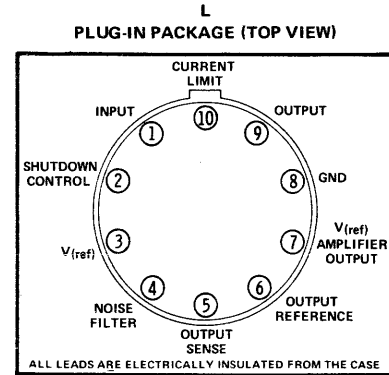 L
PLUG-IN PACKAGE (TOP VIEW)
CURRENT
LIMIT
INPUT
OUTPUT
10
1
9
SHUTDOWN
CONTROL
2
8
GND
V(ref)
3
7
V(ref)
AMPLIFIER
OUTPUT
4
5
6
NOISE
FILTER
OUTPUT
SENSE
OUTPUT
REFERENCE
ALL LEADS ARE ELECTRICALLY INSULATED FROM THE CASE